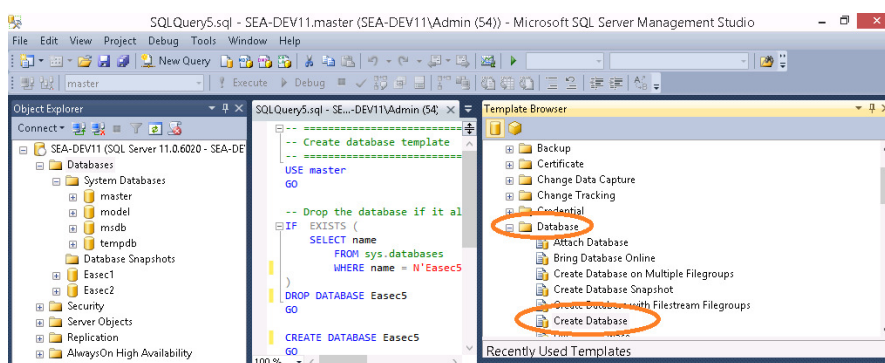 SQLQuery5.sql - SEA-DEV11.master (SEA-DEV11\Admin (54)) - Microsoft SQL Server Management Studio
File Edit View Project Debug Tools Window Help
New Query
master Execute Debug
Object Explorer
Connect
SEA-DEV11 (SQL Server 11.0.6020 - SEA-DE
Databases
System Databases
master
model
msdb
tempdb
Database Snapshots
Easec1
Easec2
Security
Server Objects
Replication
AlwaysOn High Availability
SQLQuery5.sql - SE...-DEV11\Admin (54)
-- =========================
-- Create database template
-- =========================
USE master
GO
-- Drop the database if it al
IF EXISTS (
SELECT name
FROM sys.databases
WHERE name = N'Easec5
)
DROP DATABASE Easec5
GO
CREATE DATABASE Easec5
GO
100 %
Template Browser
Backup
Certificate
Change Data Capture
Change Tracking
Credential
Database
Attach Database
Bring Database Online
Create Database on Multiple Filegroups
Create Database Snapshot
Create Database with Filestream Filegroups
Create Database
Recently Used Templates